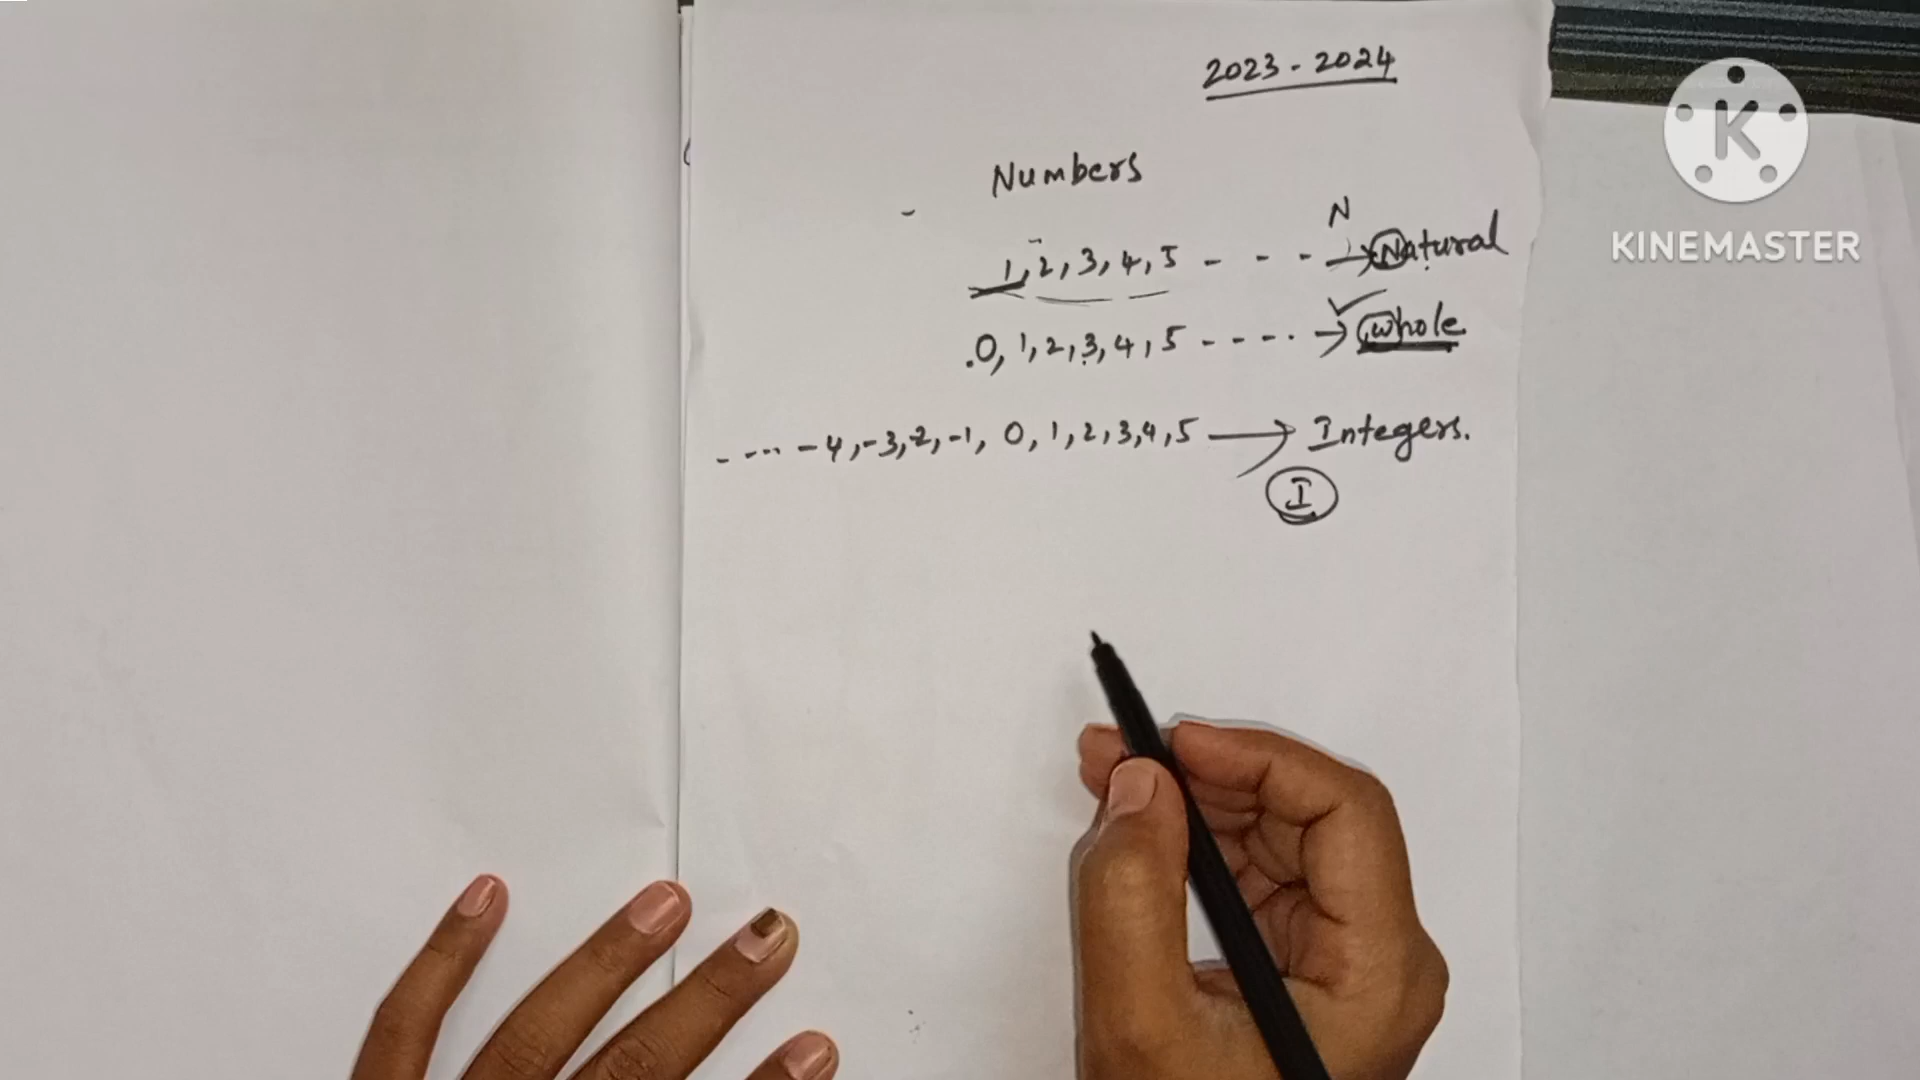 2023 - 2024
Numbers
N
1, 2, 3, 4, 5 - - - → Natural
0, 1, 2, 3, 4, 5 - - - - → Whole
- ---- -4, -3, -2, -1, 0, 1, 2, 3, 4, 5 → Integers.
I
K
KINEMASTER